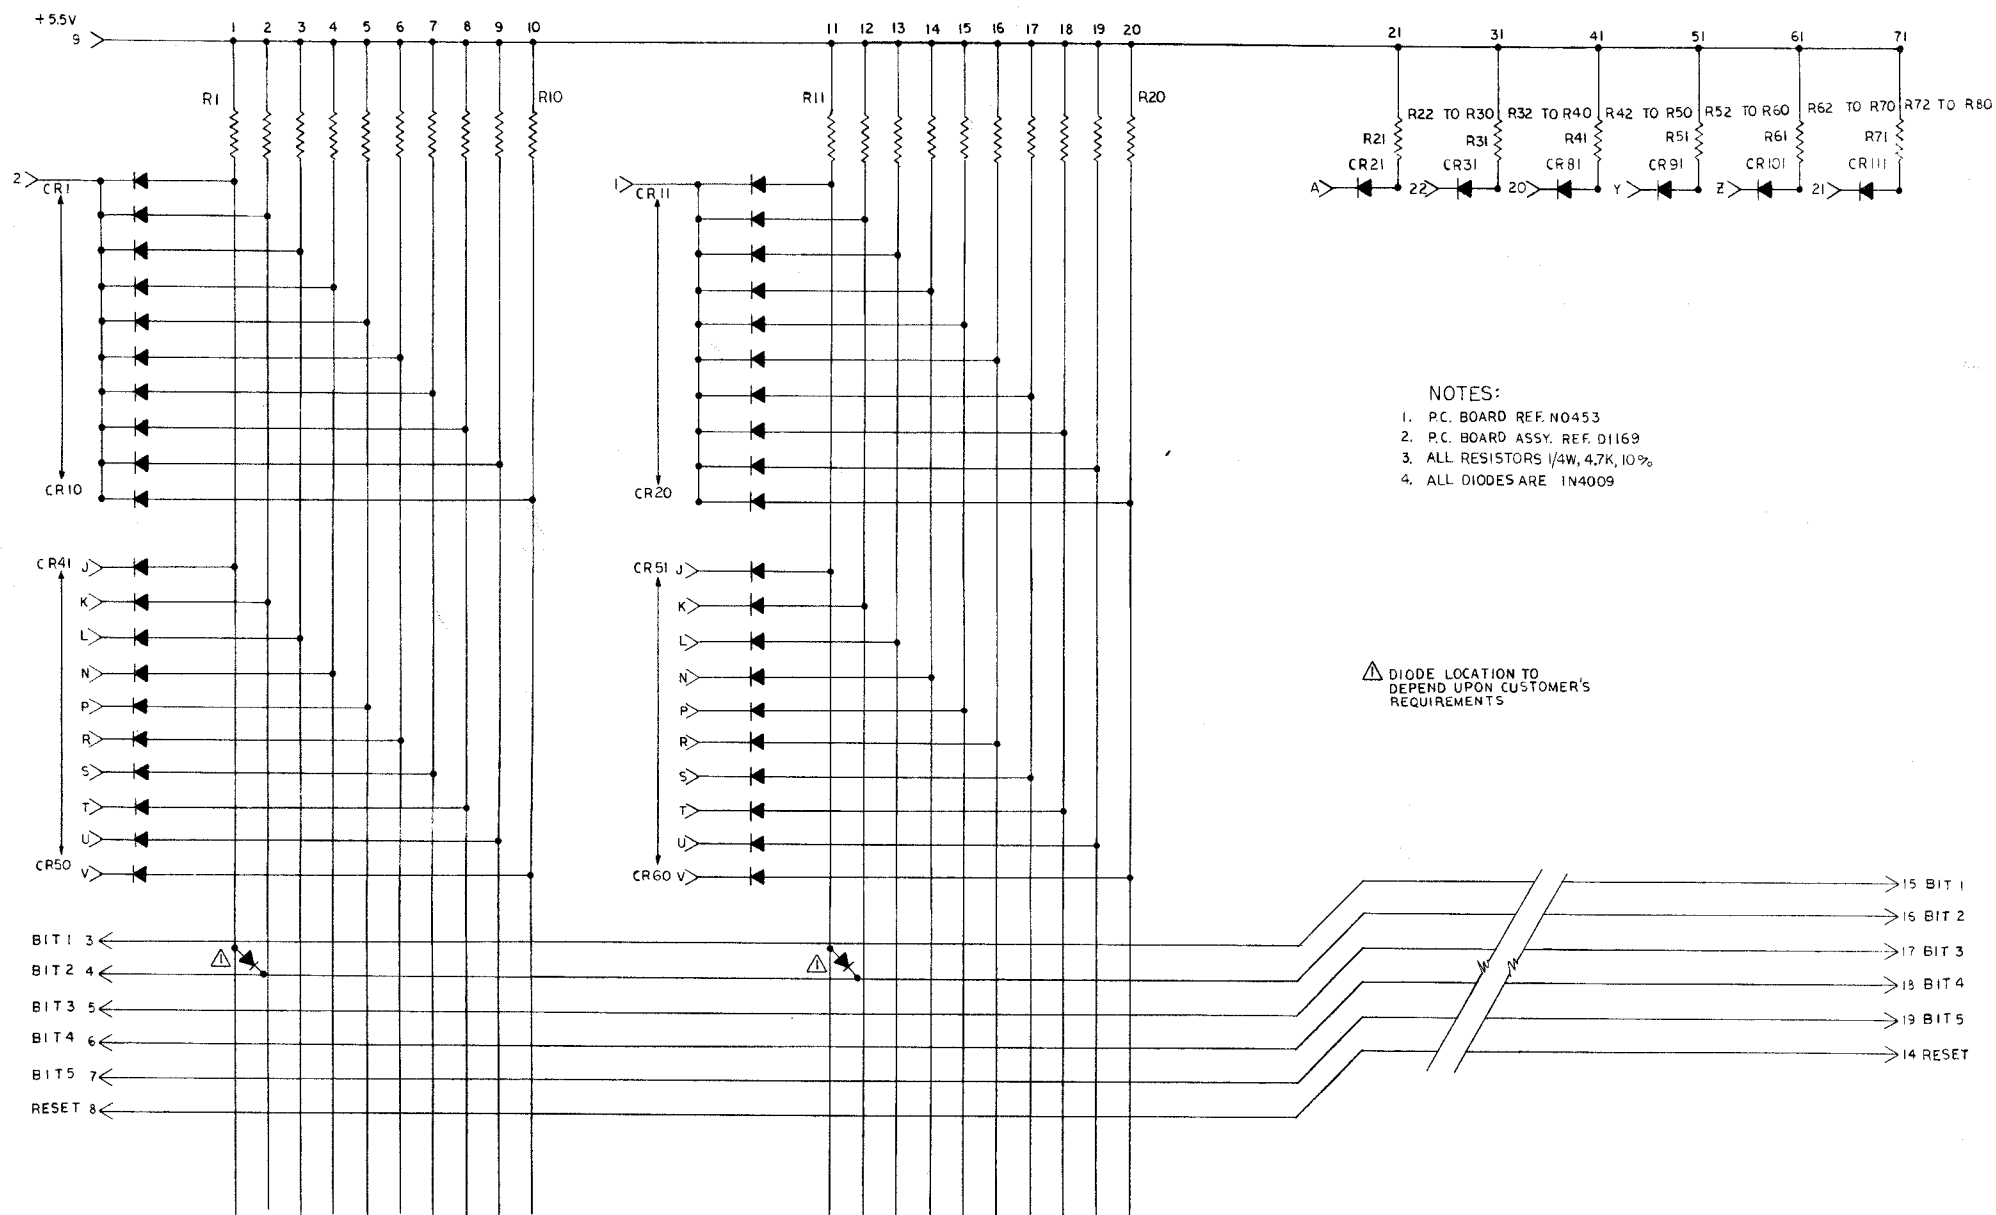 +5.5V
9 1 2 3 4 5 6 7 8 9 10 11 12 13 14 15 16 17 18 19 20 21 31 41 51 61 71
R1 R10 R11 R20
R22 TO R30 R32 TO R40 R42 TO R50 R52 TO R60 R62 TO R70 R72 TO R80
R21 R31 R41 R51 R61 R71
CR21 CR31 CR81 CR91 CR101 CR111
2 CR1 1 CR11 A 22 20 Y Z 21
NOTES:
1. P.C. BOARD REF. N0453
2. P.C. BOARD ASSY. REF. D1169
3. ALL RESISTORS 1/4W, 4.7K, 10%
4. ALL DIODES ARE 1N4009
CR10 CR20
CR41 J CR51 J
K K
L L
N N
P P
R R
S S
T T
U U
CR50 V CR60 V
1 DIODE LOCATION TO
DEPEND UPON CUSTOMER'S
REQUIREMENTS
15 BIT 1
16 BIT 2
17 BIT 3
18 BIT 4
19 BIT 5
14 RESET
BIT 1 3
1 1
BIT 2 4
BIT 3 5
BIT 4 6
BIT 5 7
RESET 8